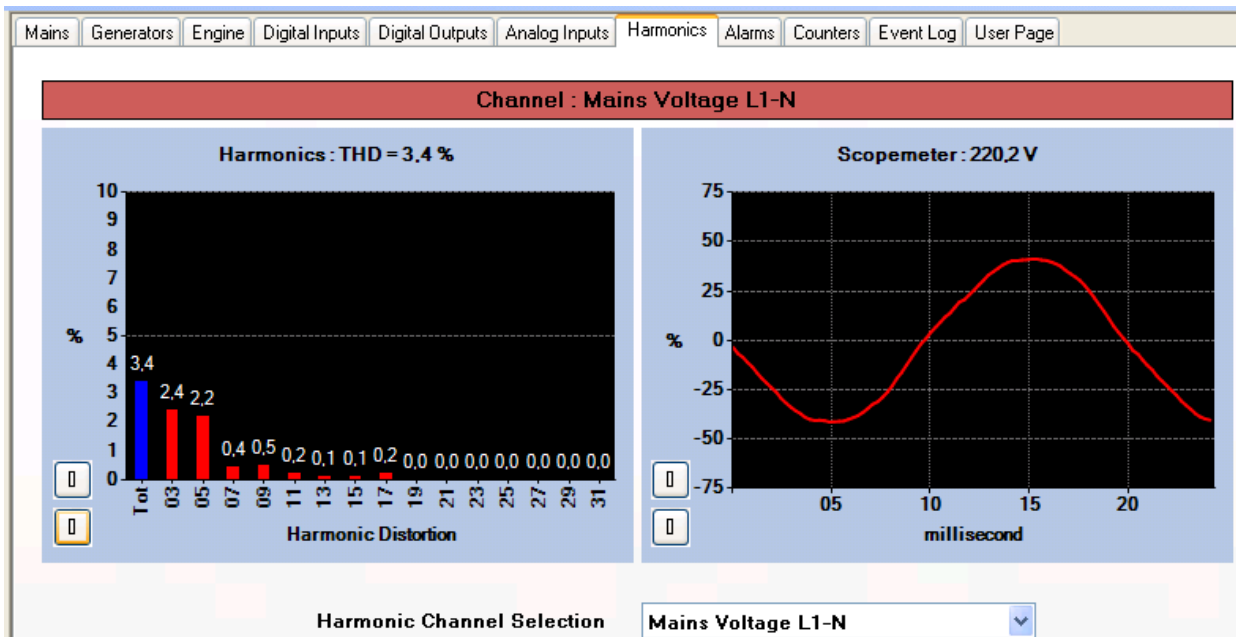 Mains Generators Engine Digital Inputs Digital Outputs Analog Inputs Harmonics Alarms Counters Event Log User Page
Channel : Mains Voltage L1-N
Harmonics : THD = 3,4 %
10
9
8
7
6
5
4
3
2
1
0
%
3,4 2,4 2,2 0,4 0,5 0,2 0,1 0,1 0,2 0,0 0,0 0,0 0,0 0,0 0,0 0,0
Tot 03 05 07 09 11 13 15 17 19 21 23 25 27 29 31
Harmonic Distortion
Scopemeter : 220,2 V
75
50
25
0
-25
-50
-75
%
05 10 15 20
millisecond
Harmonic Channel Selection Mains Voltage L1-N